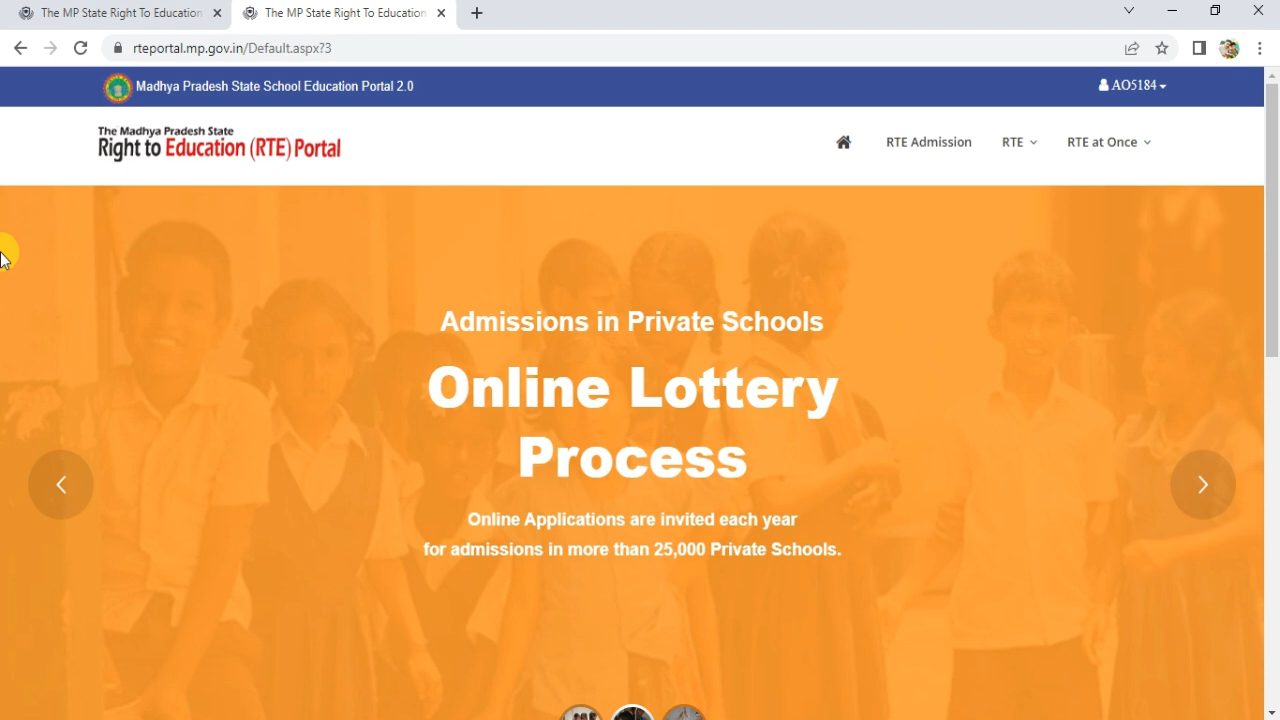 The MP State Right To Education
The MP State Right To Education
rteportal.mp.gov.in/Default.aspx?3
Madhya Pradesh State School Education Portal 2.0
AO5184
The Madhya Pradesh State
Right to Education (RTE) Portal
RTE Admission
RTE
RTE at Once
Admissions in Private Schools
Online Lottery
Process
Online Applications are invited each year
for admissions in more than 25,000 Private Schools.